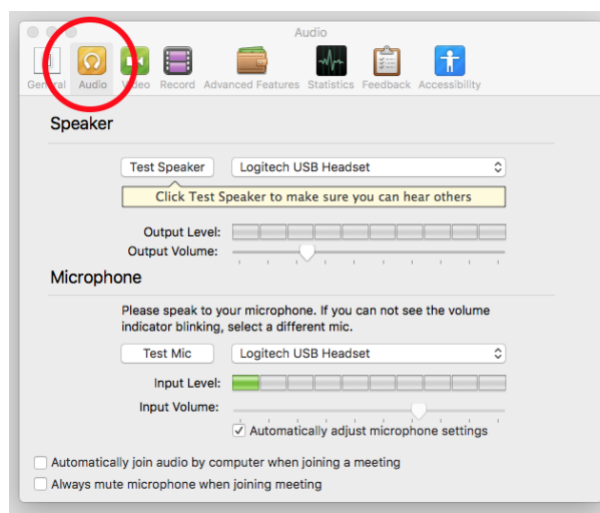 Audio
General Audio Video Record Advanced Features Statistics Feedback Accessibility
Speaker
Test Speaker Logitech USB Headset
Click Test Speaker to make sure you can hear others
Output Level:
Output Volume:
Microphone
Please speak to your microphone. If you can not see the volume
indicator blinking, select a different mic.
Test Mic Logitech USB Headset
Input Level:
Input Volume:
Automatically adjust microphone settings
Automatically join audio by computer when joining a meeting
Always mute microphone when joining meeting